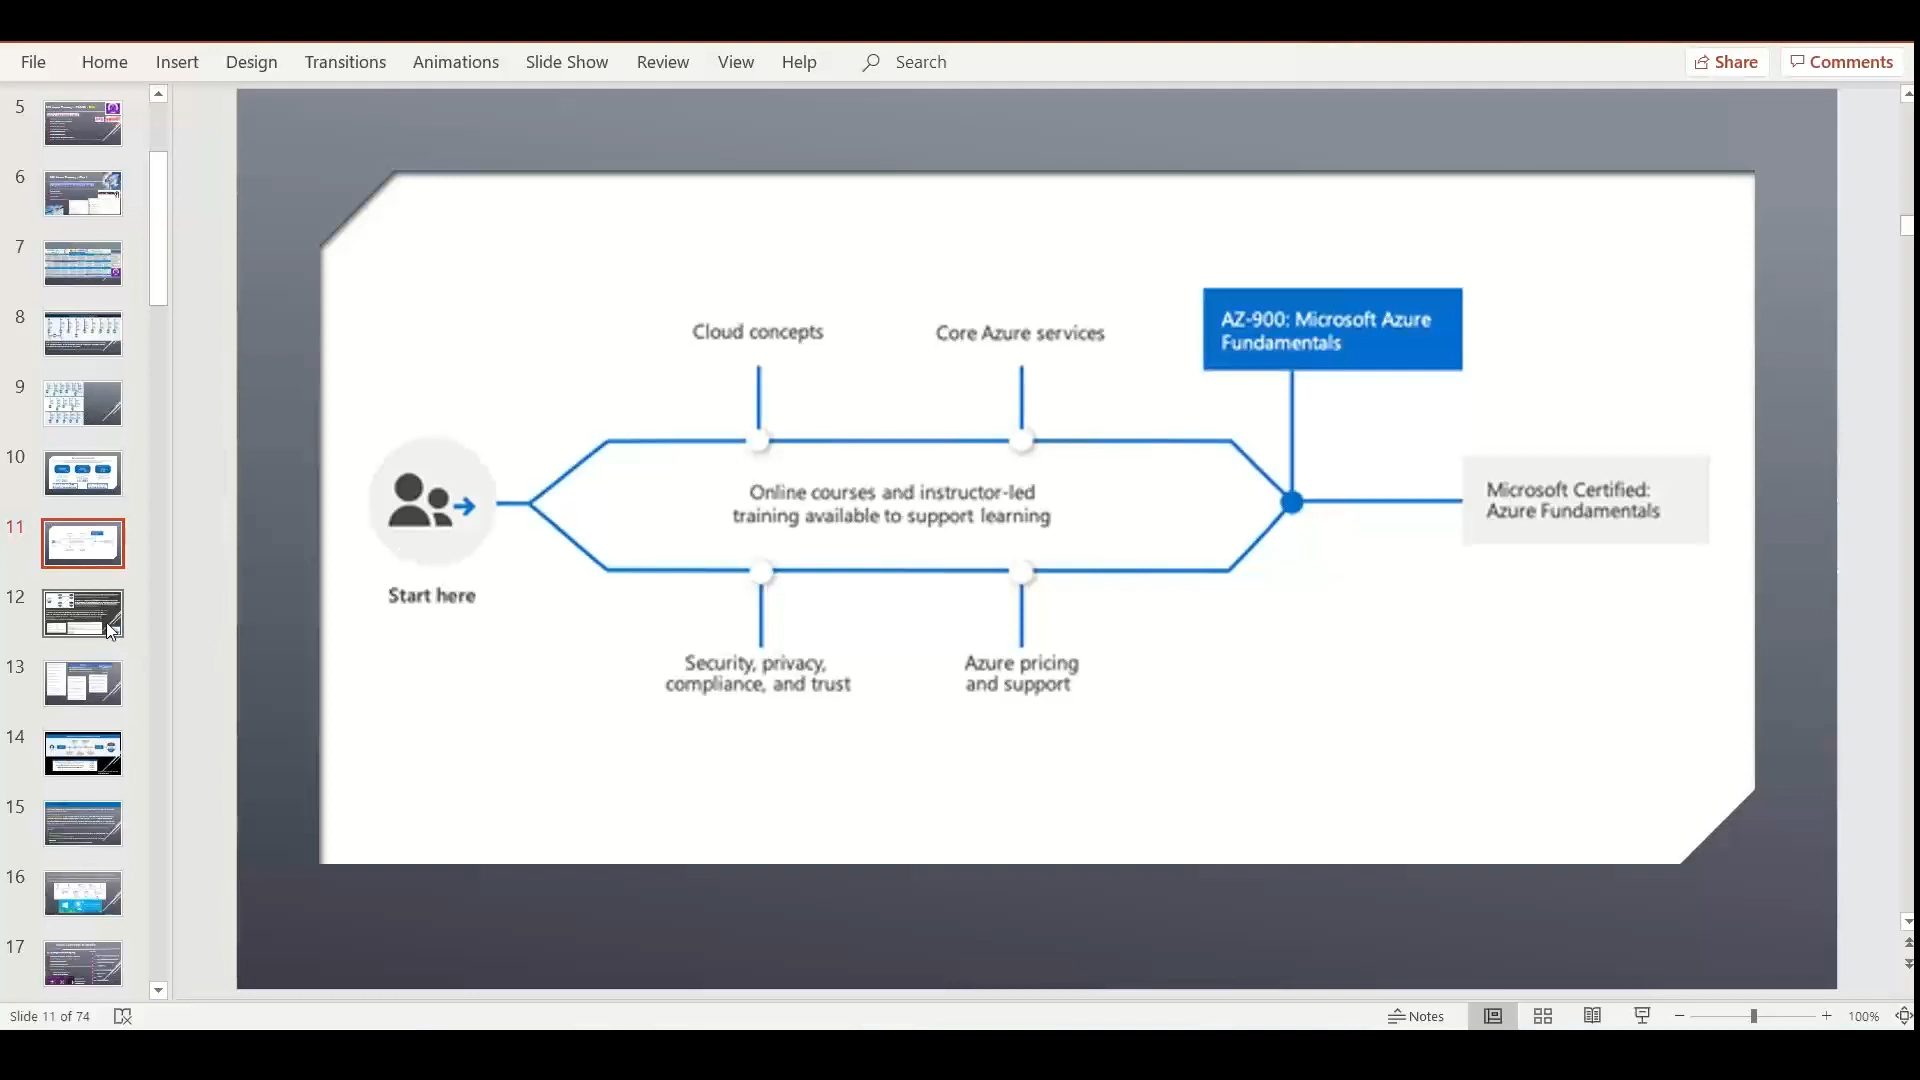 File Home Insert Design Transitions Animations Slide Show Review View Help Search Share Comments
5
6
7
8
9
10
11
12
13
14
15
16
17
Cloud concepts
Core Azure services
AZ-900: Microsoft Azure
Fundamentals
Online courses and instructor-led
training available to support learning
Microsoft Certified:
Azure Fundamentals
Start here
Security, privacy,
compliance, and trust
Azure pricing
and support
Slide 11 of 74
Notes
100%